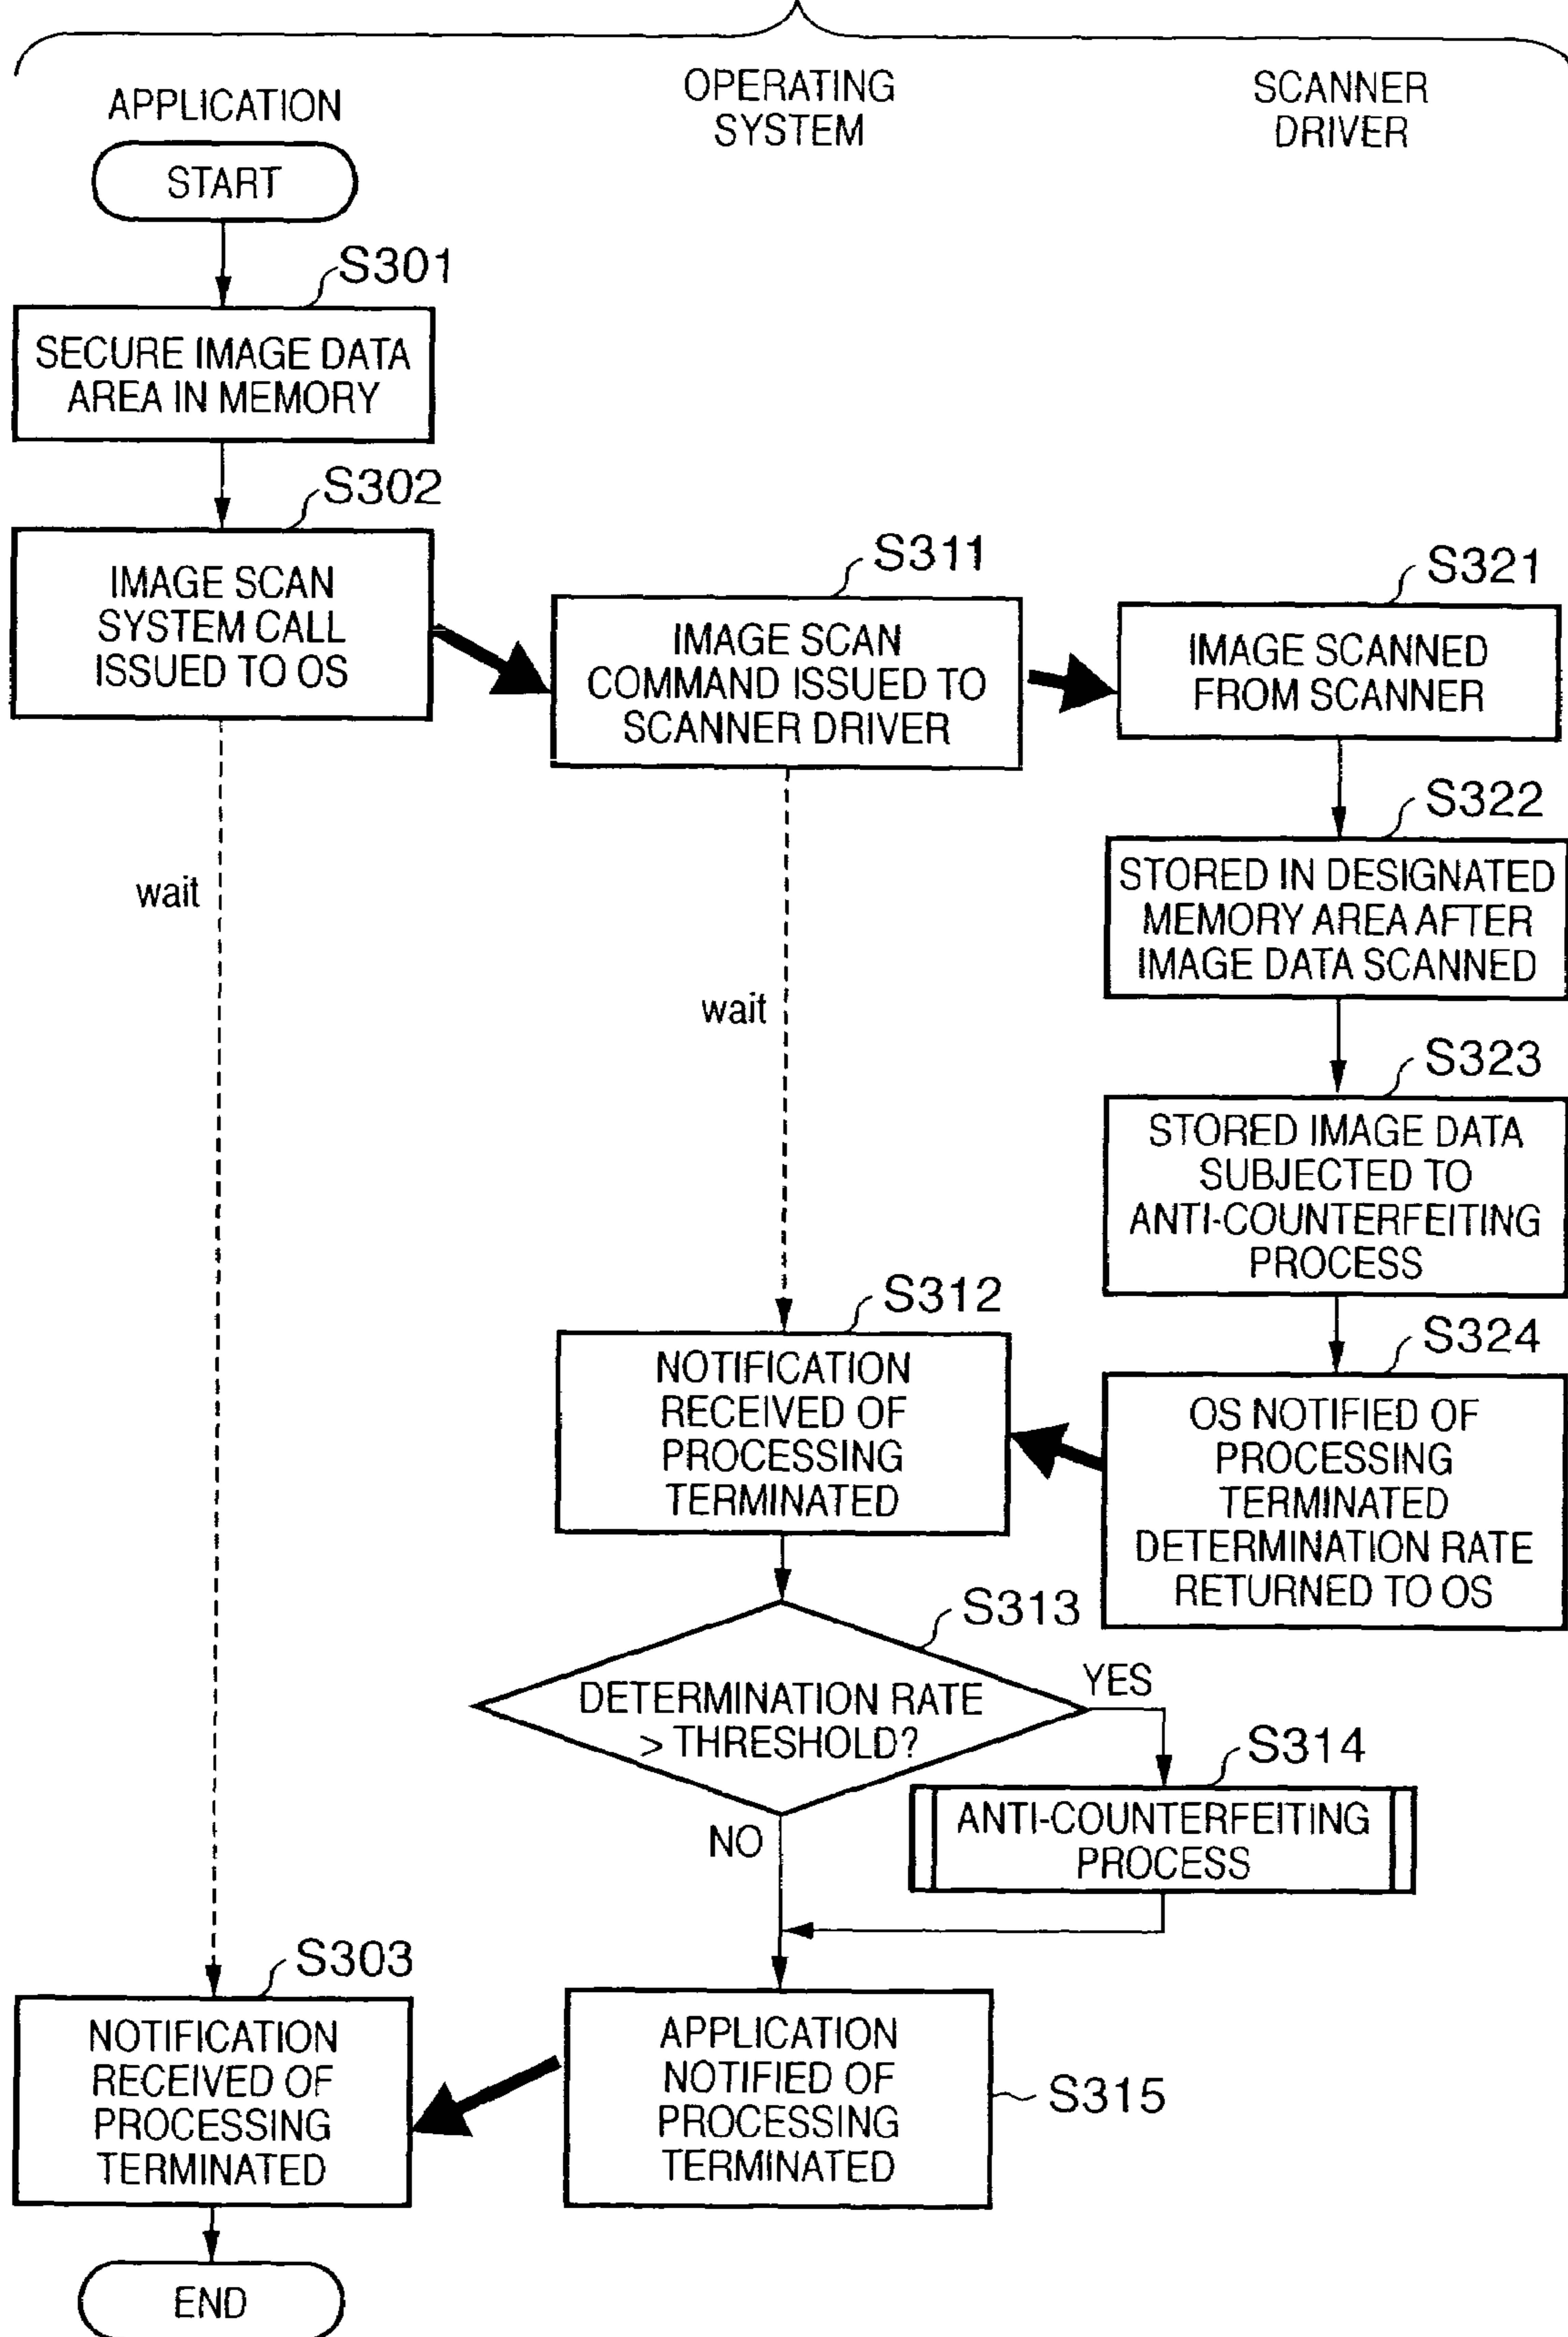 APPLICATION
OPERATING
SYSTEM
SCANNER
DRIVER
START
S301
SECURE IMAGE DATA
AREA IN MEMORY
S302
IMAGE SCAN
SYSTEM CALL
ISSUED TO OS
S311
IMAGE SCAN
COMMAND ISSUED TO
SCANNER DRIVER
S321
IMAGE SCANNED
FROM SCANNER
S322
STORED IN DESIGNATED
MEMORY AREA AFTER
IMAGE DATA SCANNED
wait
wait
S323
STORED IMAGE DATA
SUBJECTED TO
ANTI-COUNTERFEITING
PROCESS
S312
NOTIFICATION
RECEIVED OF
PROCESSING
TERMINATED
S324
OS NOTIFIED OF
PROCESSING
TERMINATED
DETERMINATION RATE
RETURNED TO OS
S313
DETERMINATION RATE
> THRESHOLD?
YES
S314
ANTI-COUNTERFEITING
PROCESS
NO
S303
NOTIFICATION
RECEIVED OF
PROCESSING
TERMINATED
APPLICATION
NOTIFIED OF
PROCESSING
TERMINATED
S315
END